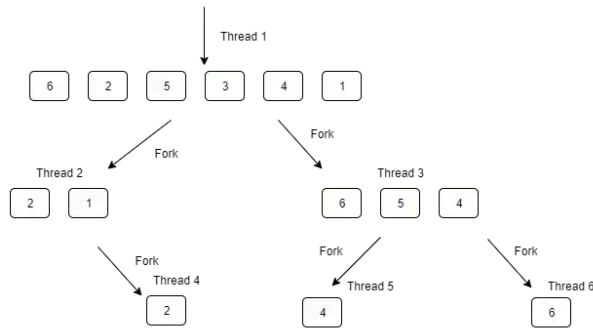 Thread 1
6 2 5 3 4 1
Fork
Fork
Thread 2
Thread 3
2 1
6 5 4
Fork
Fork
Fork
Thread 4
Thread 5
Thread 6
2
4
6